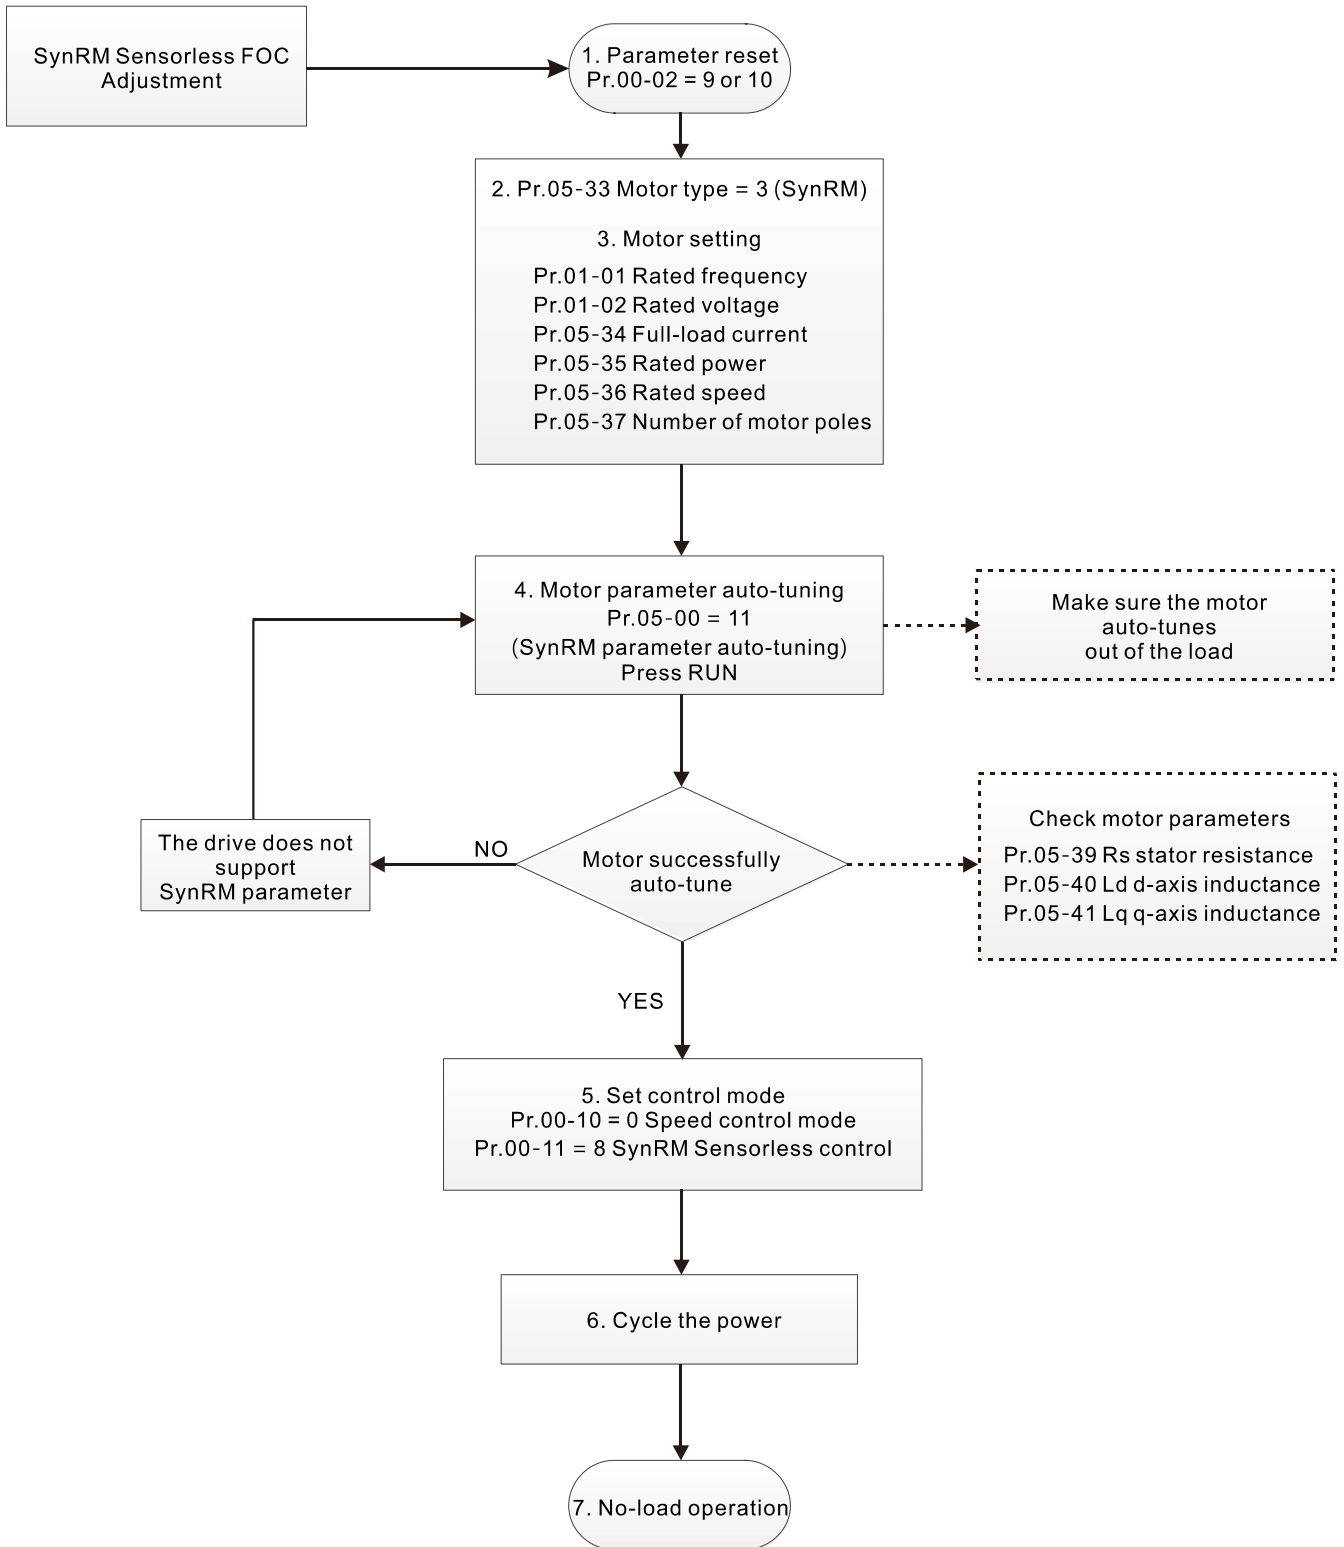 SynRM Sensorless FOC
Adjustment
1. Parameter reset
Pr.00-02 = 9 or 10
2. Pr.05-33 Motor type = 3 (SynRM)
3. Motor setting
Pr.01-01 Rated frequency
Pr.01-02 Rated voltage
Pr.05-34 Full-load current
Pr.05-35 Rated power
Pr.05-36 Rated speed
Pr.05-37 Number of motor poles
4. Motor parameter auto-tuning
Pr.05-00 = 11
(SynRM parameter auto-tuning)
Press RUN
Make sure the motor
auto-tunes
out of the load
The drive does not
support
SynRM parameter
NO
Motor successfully
auto-tune
Check motor parameters
Pr.05-39 Rs stator resistance
Pr.05-40 Ld d-axis inductance
Pr.05-41 Lq q-axis inductance
YES
5. Set control mode
Pr.00-10 = 0 Speed control mode
Pr.00-11 = 8 SynRM Sensorless control
6. Cycle the power
7. No-load operation